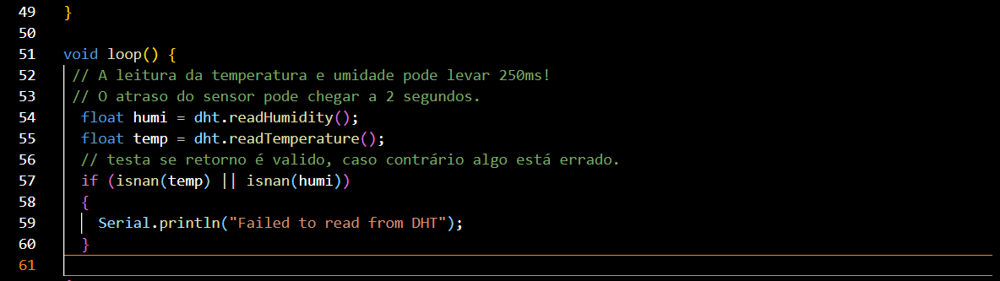 49 }
50
51 void loop() {
52 // A leitura da temperatura e umidade pode levar 250ms!
53 // O atraso do sensor pode chegar a 2 segundos.
54 float humi = dht.readHumidity();
55 float temp = dht.readTemperature();
56 // testa se retorno é valido, caso contrário algo está errado.
57 if (isnan(temp) || isnan(humi))
58 {
59 Serial.println("Failed to read from DHT");
60 }
61